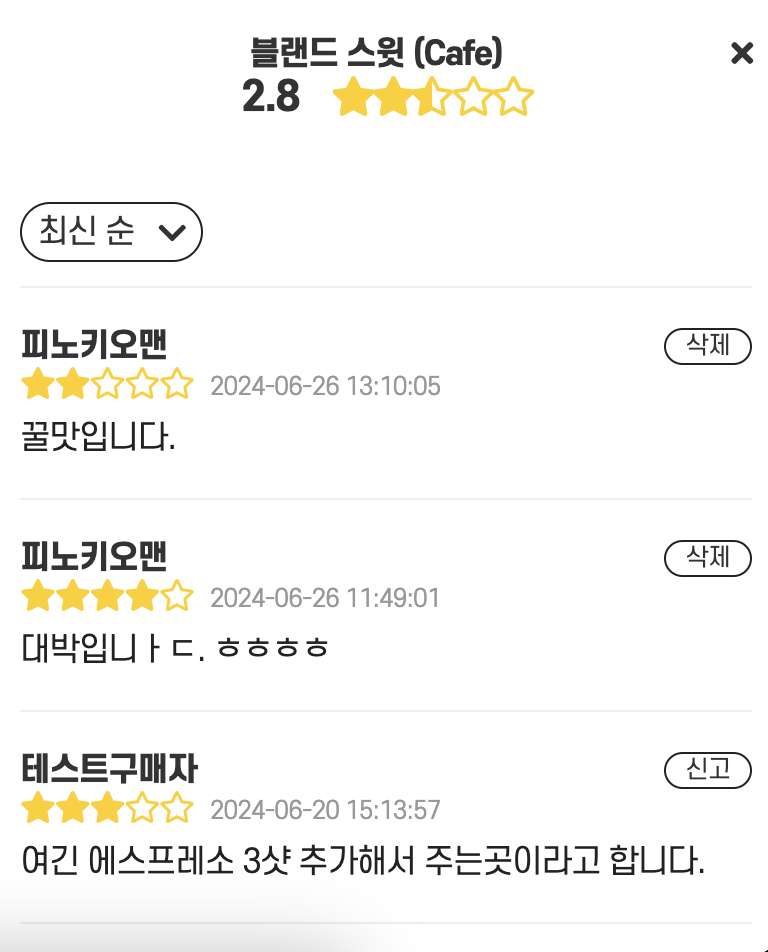 블랜드 스윗 (Cafe)
2.8
최신 순
피노키오맨 삭제
2024-06-26 13:10:05
꿀맛입니다.
피노키오맨 삭제
2024-06-26 11:49:01
대박입니ㅏㄷ. ㅎㅎㅎㅎ
테스트구매자 신고
2024-06-20 15:13:57
여긴 에스프레소 3샷 추가해서 주는곳이라고 합니다.